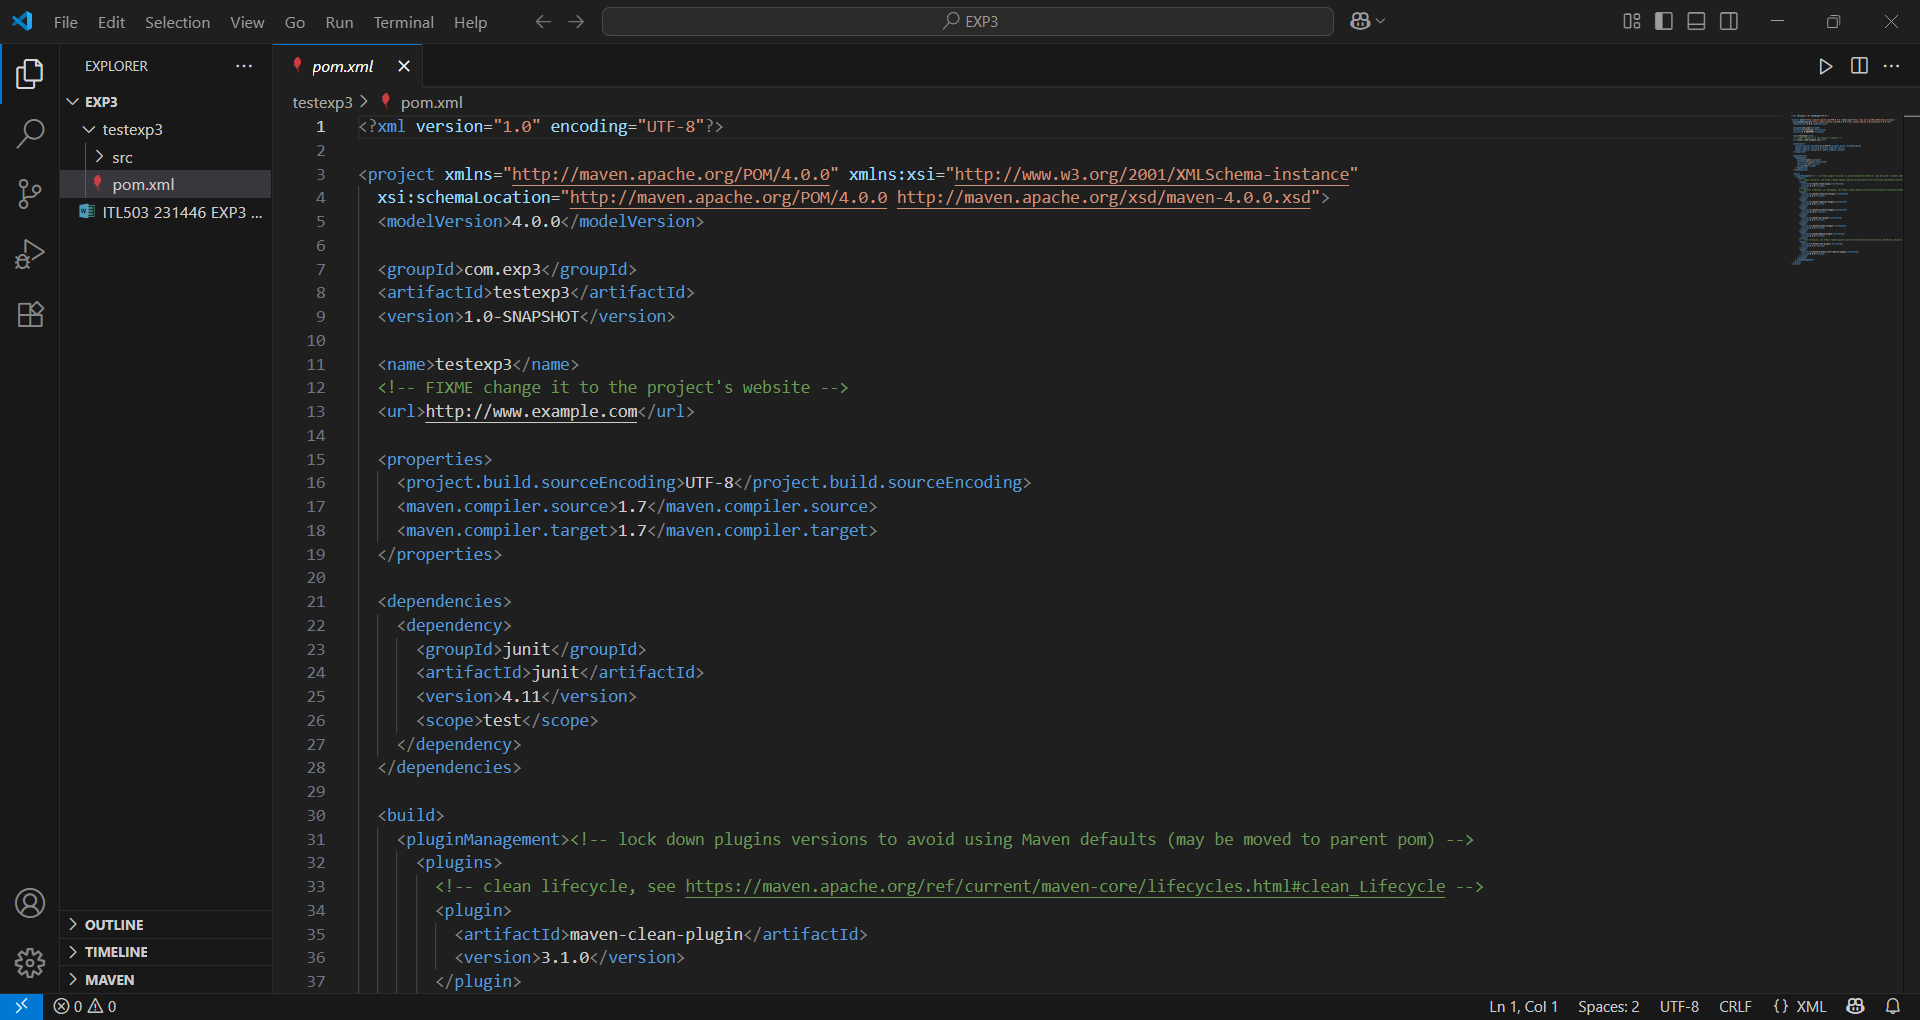 File Edit Selection View Go Run Terminal Help
EXP3
EXPLORER
EXP3
testexp3
src
pom.xml
ITL503 231446 EXP3 ...
OUTLINE
TIMELINE
MAVEN
pom.xml
testexp3 > pom.xml
1 <?xml version="1.0" encoding="UTF-8"?>
2
3 <project xmlns="http://maven.apache.org/POM/4.0.0" xmlns:xsi="http://www.w3.org/2001/XMLSchema-instance"
4   xsi:schemaLocation="http://maven.apache.org/POM/4.0.0 http://maven.apache.org/xsd/maven-4.0.0.xsd">
5   <modelVersion>4.0.0</modelVersion>
6
7   <groupId>com.exp3</groupId>
8   <artifactId>testexp3</artifactId>
9   <version>1.0-SNAPSHOT</version>
10
11   <name>testexp3</name>
12   <!-- FIXME change it to the project's website -->
13   <url>http://www.example.com</url>
14
15   <properties>
16     <project.build.sourceEncoding>UTF-8</project.build.sourceEncoding>
17     <maven.compiler.source>1.7</maven.compiler.source>
18     <maven.compiler.target>1.7</maven.compiler.target>
19   </properties>
20
21   <dependencies>
22     <dependency>
23       <groupId>junit</groupId>
24       <artifactId>junit</artifactId>
25       <version>4.11</version>
26       <scope>test</scope>
27     </dependency>
28   </dependencies>
29
30   <build>
31     <pluginManagement><!-- lock down plugins versions to avoid using Maven defaults (may be moved to parent pom) -->
32       <plugins>
33         <!-- clean lifecycle, see https://maven.apache.org/ref/current/maven-core/lifecycles.html#clean_Lifecycle -->
34         <plugin>
35           <artifactId>maven-clean-plugin</artifactId>
36           <version>3.1.0</version>
37         </plugin>
0 0
Ln 1, Col 1 Spaces: 2 UTF-8 CRLF {} XML